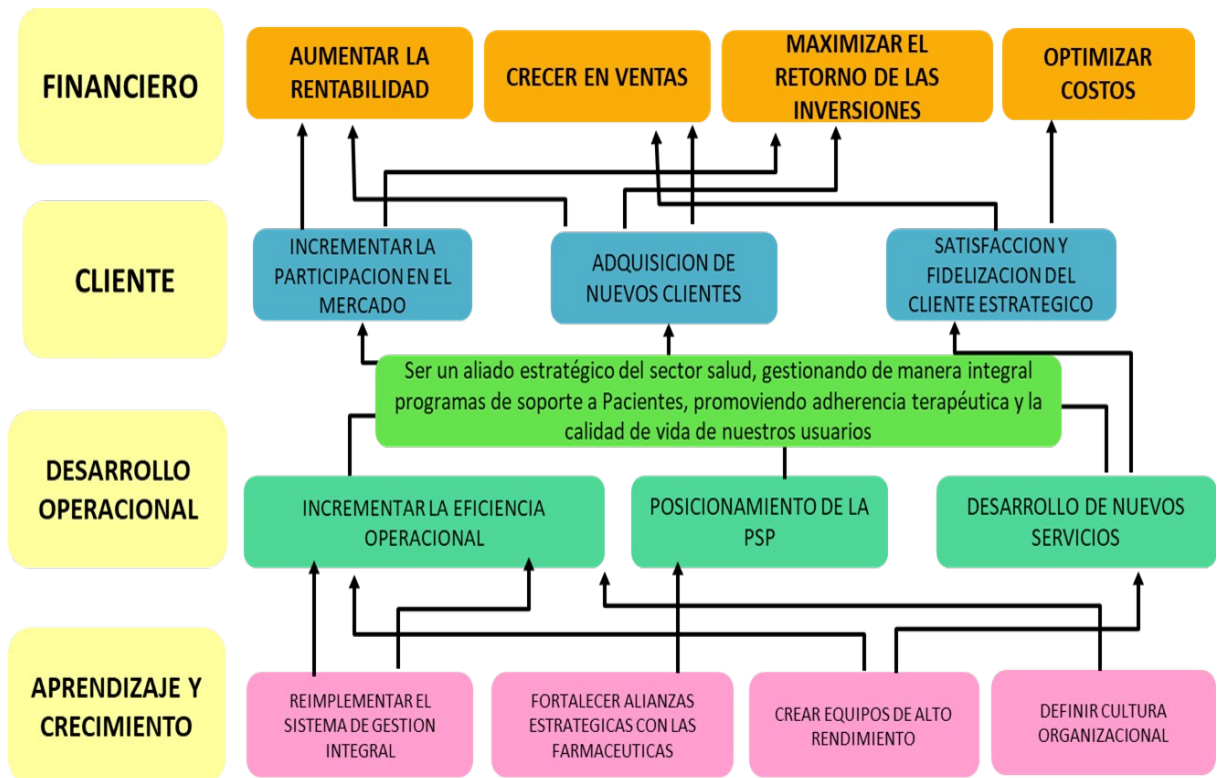 FINANCIERO
AUMENTAR LA
RENTABILIDAD
CRECER EN VENTAS
MAXIMIZAR EL
RETORNO DE LAS
INVERSIONES
OPTIMIZAR
COSTOS
CLIENTE
INCREMENTAR LA
PARTICIPACION EN EL
MERCADO
ADQUISICION DE
NUEVOS CLIENTES
SATISFACCION Y
FIDELIZACION DEL
CLIENTE ESTRATEGICO
Ser un aliado estratégico del sector salud, gestionando de manera integral
programas de soporte a Pacientes, promoviendo adherencia terapéutica y la
calidad de vida de nuestros usuarios
DESARROLLO
OPERACIONAL
INCREMENTAR LA EFICIENCIA
OPERACIONAL
POSICIONAMIENTO DE LA
PSP
DESARROLLO DE NUEVOS
SERVICIOS
APRENDIZAJE Y
CRECIMIENTO
REIMPLEMENTAR EL
SISTEMA DE GESTION
INTEGRAL
FORTALECER ALIANZAS
ESTRATEGICAS CON LAS
FARMACEUTICAS
CREAR EQUIPOS DE ALTO
RENDIMIENTO
DEFINIR CULTURA
ORGANIZACIONAL